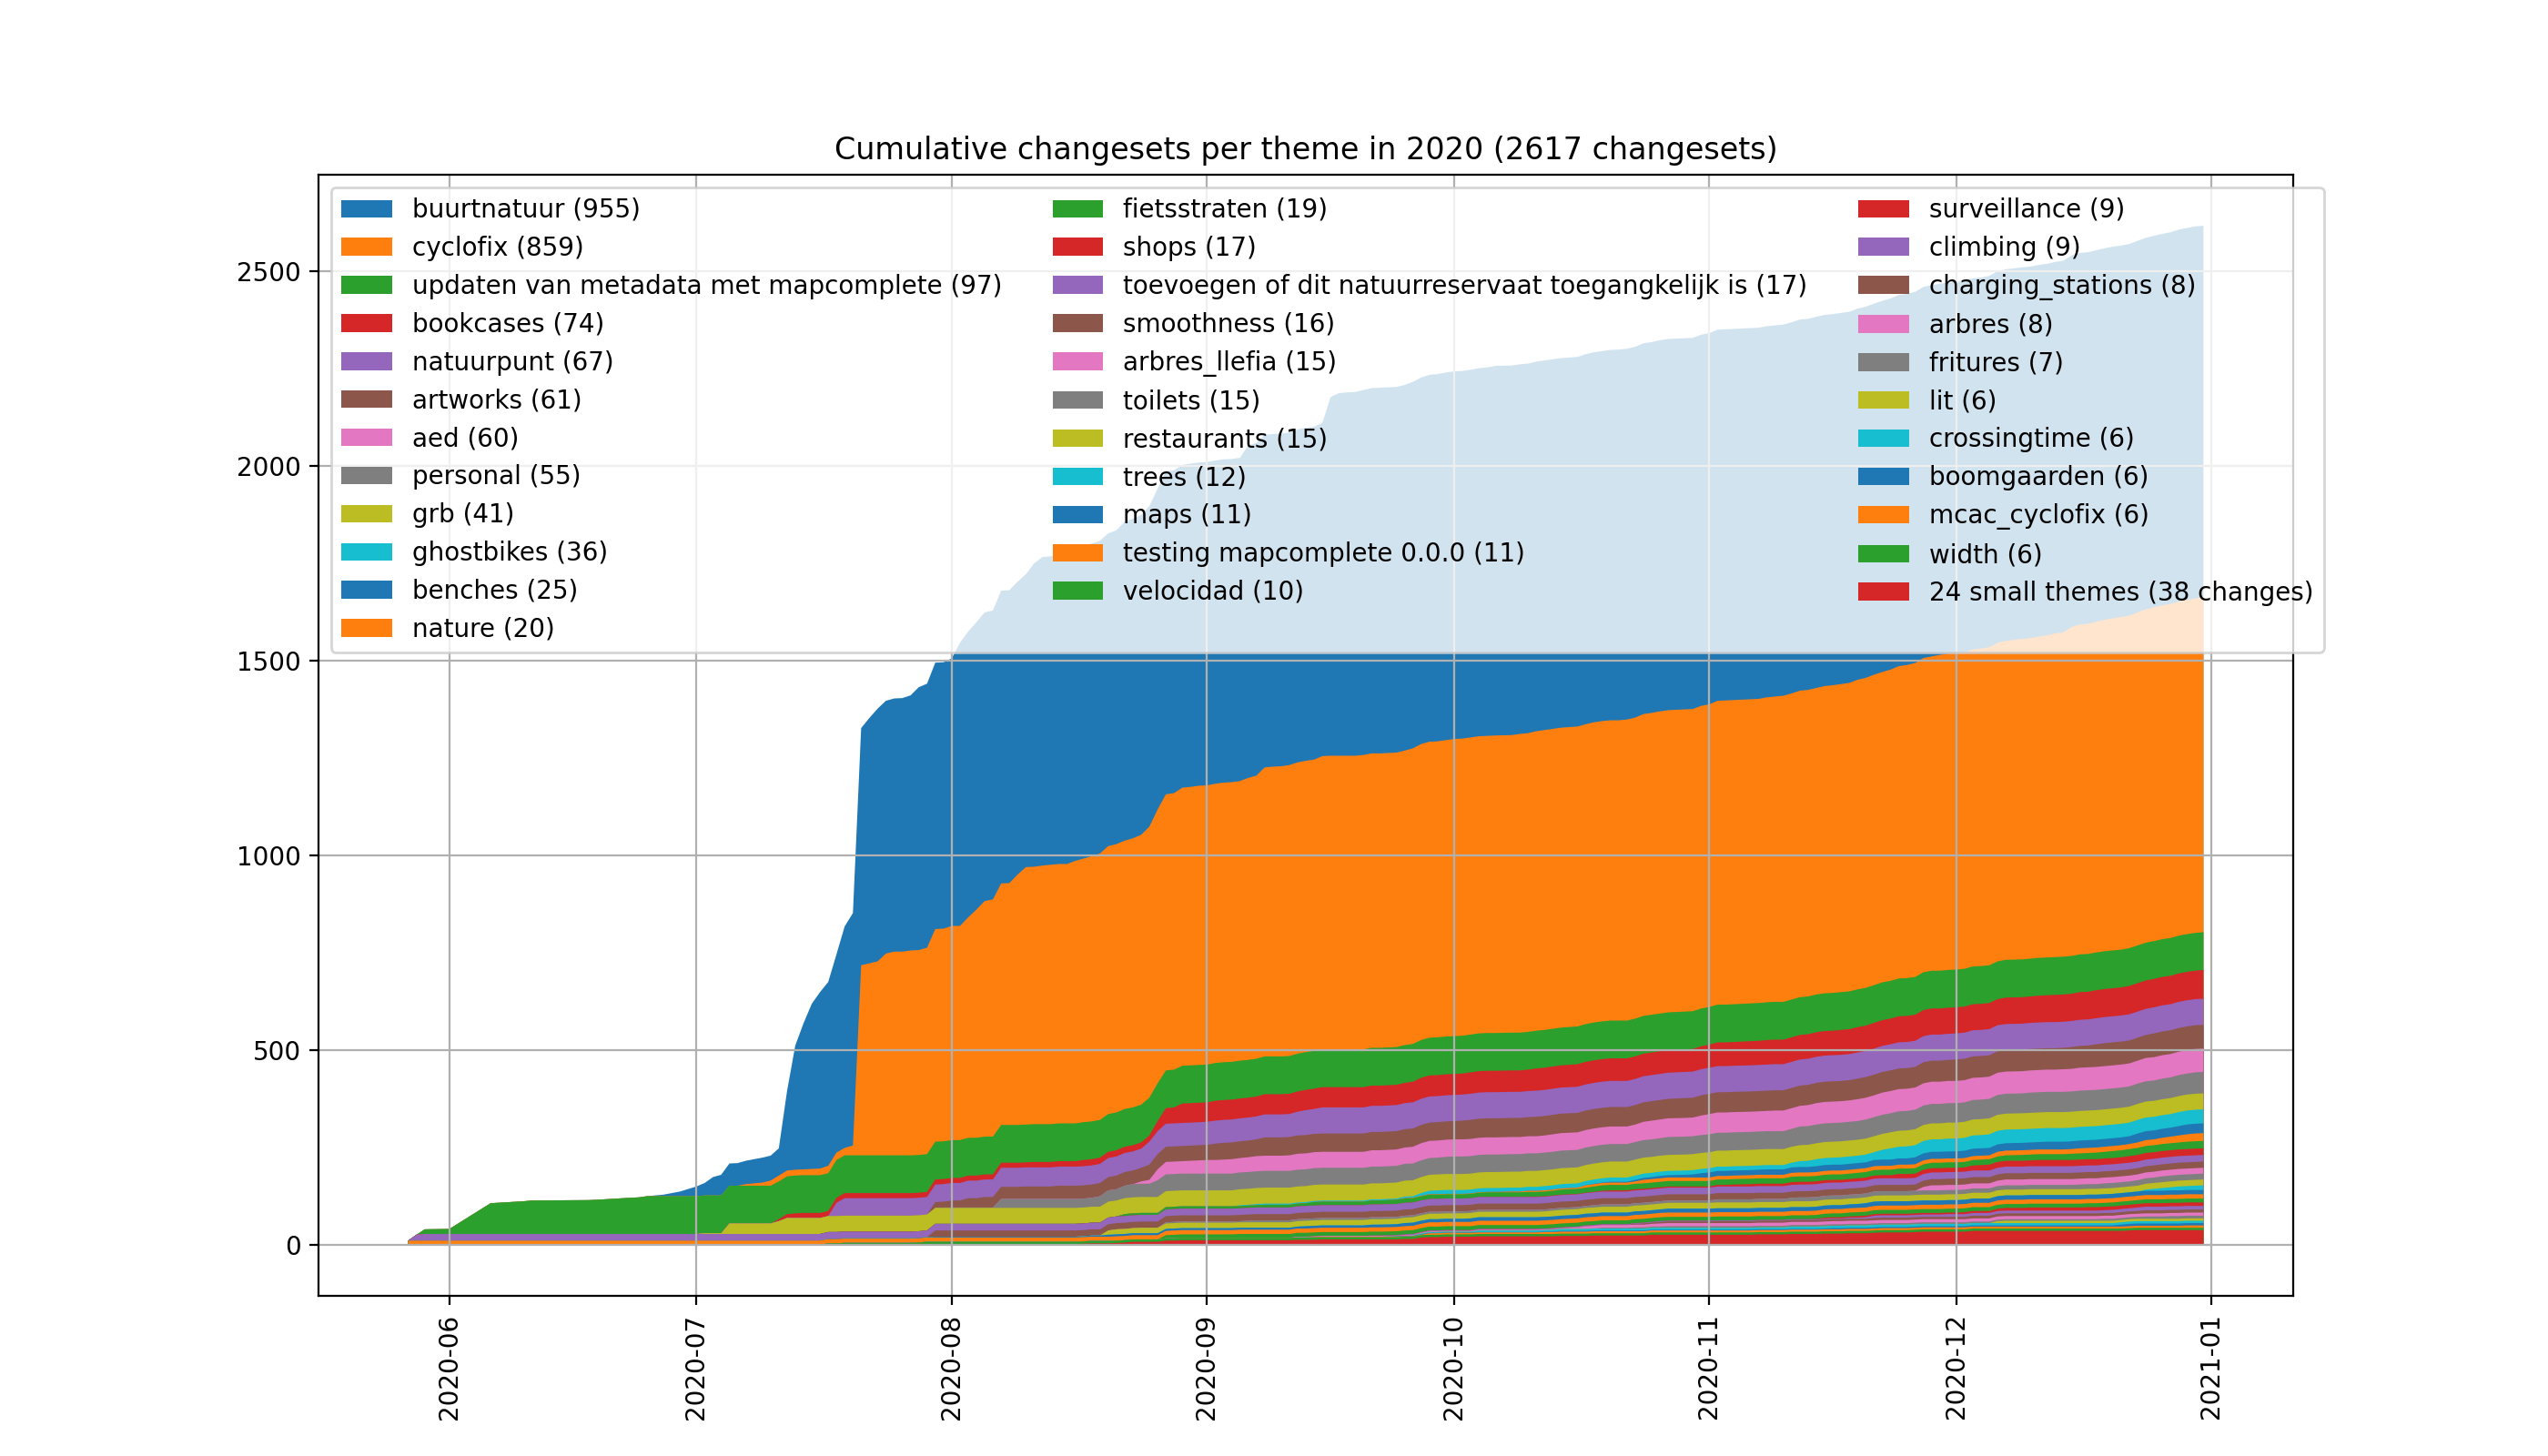 Cumulative changesets per theme in 2020 (2617 changesets)
buurtnatuur (955)
cyclofix (859)
updaten van metadata met mapcomplete (97)
bookcases (74)
natuurpunt (67)
artworks (61)
aed (60)
personal (55)
grb (41)
ghostbikes (36)
benches (25)
nature (20)
fietsstraten (19)
shops (17)
toevoegen of dit natuurreservaat toegangkelijk is (17)
smoothness (16)
arbres_llefia (15)
toilets (15)
restaurants (15)
trees (12)
maps (11)
testing mapcomplete 0.0.0 (11)
velocidad (10)
surveillance (9)
climbing (9)
charging_stations (8)
arbres (8)
fritures (7)
lit (6)
crossingtime (6)
boomgaarden (6)
mcac_cyclofix (6)
width (6)
24 small themes (38 changes)
2500
2000
1500
1000
500
0
2020-06
2020-07
2020-08
2020-09
2020-10
2020-11
2020-12
2021-01